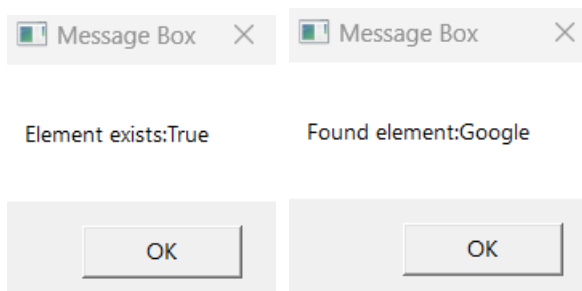 Message Box
Element exists:True
OK
Message Box
Found element:Google
OK